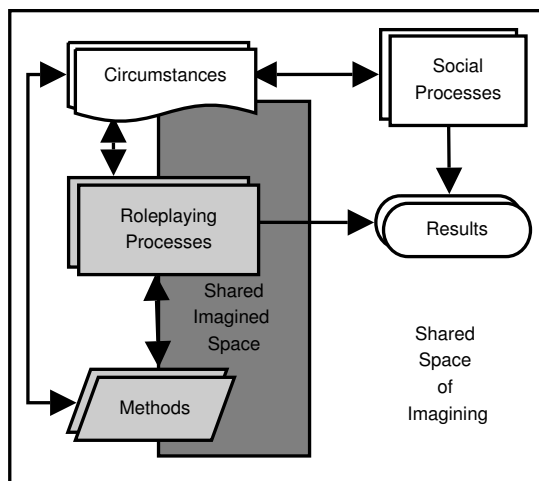 Circumstances
Social
Processes
Roleplaying
Processes
Results
Shared
Imagined
Space
Shared
Space
of
Imagining
Methods